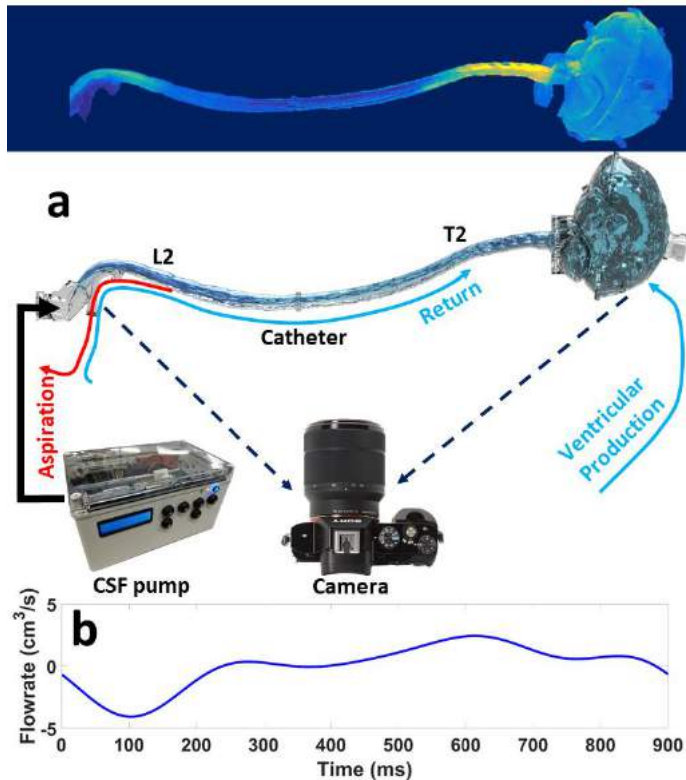 a
L2
T2
Return
Catheter
Aspiration
Ventricular
Production
SONY
CSF pump
Camera
b
Flowrate (cm³/s)
5
0
-5
0
100
200
300
400
500
600
700
800
900
Time (ms)